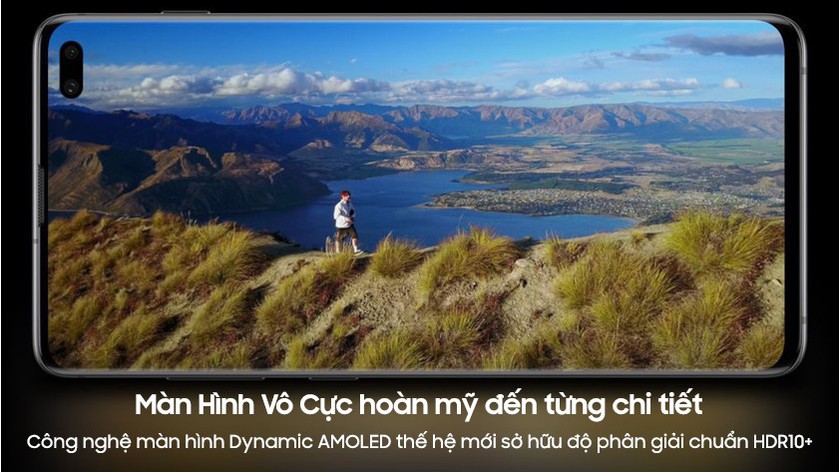 Màn Hình Vô Cực hoàn mỹ đến từng chi tiết
Công nghệ màn hình Dynamic AMOLED thế hệ mới sở hữu độ phân giải chuẩn HDR10+